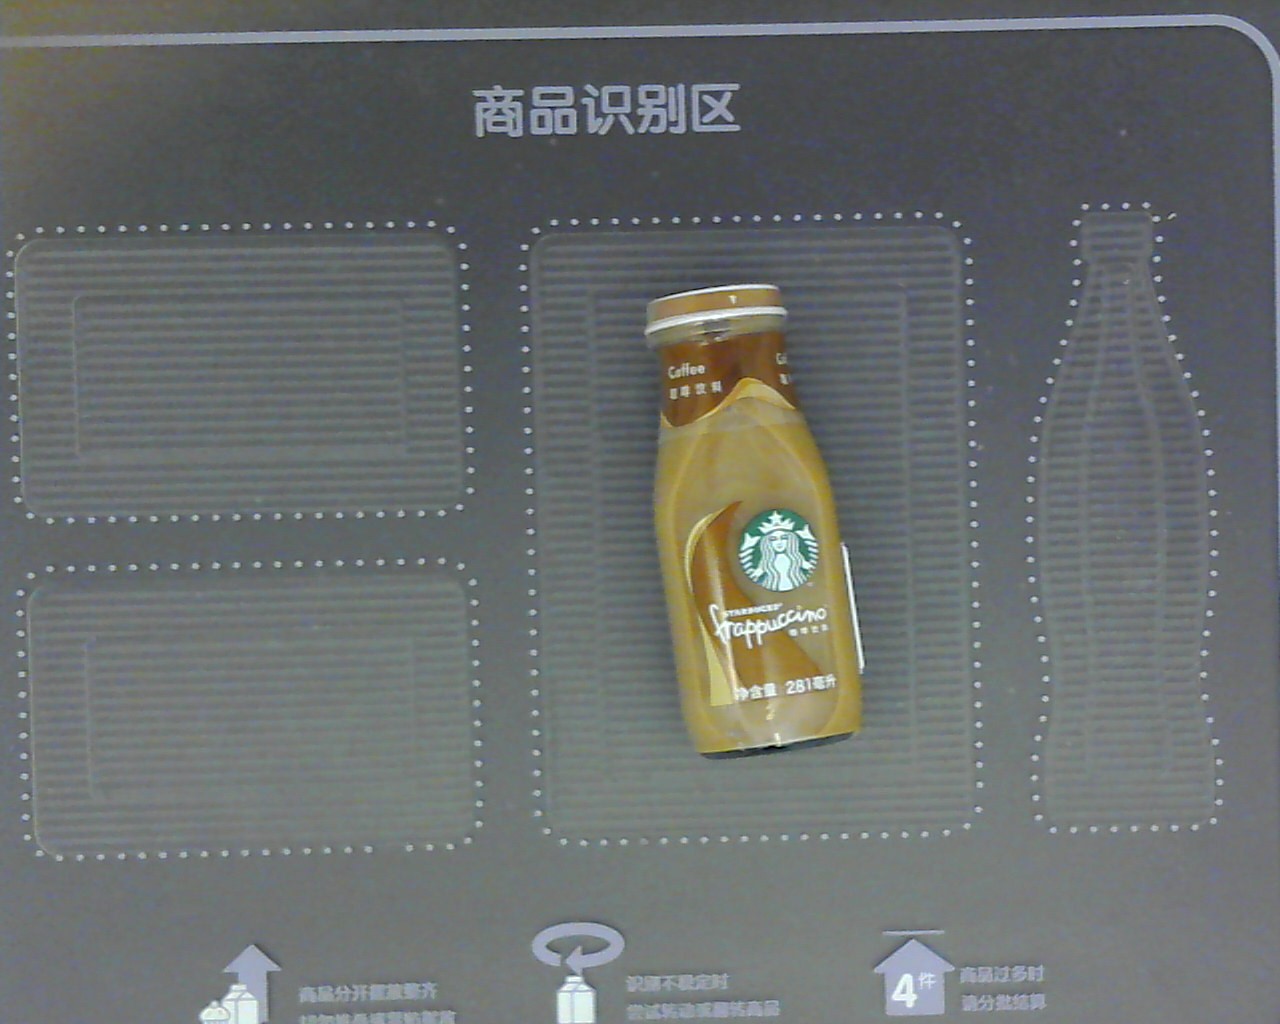 商品识别区
Coffee
咖啡饮料
STARBUCKS
frappuccino
咖啡饮料
净含量 281毫升
商品分开摆放整齐
识别不稳定时
尝试转动或翻转商品
4件
商品过多时
请分批结算